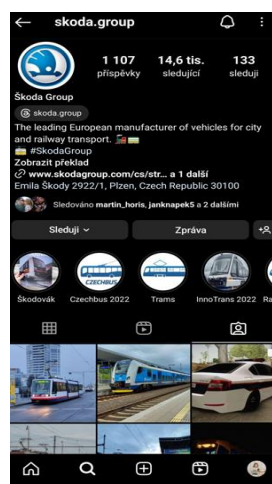 skoda.group
1 107 14,6 tis. 133
příspěvky sledující sleduji
Škoda Group
skoda.group
The leading European manufacturer of vehicles for city
and railway transport.
#SkodaGroup
Zobrazit překlad
www.skodagroup.com/cs/str... a 1 další
Emila Škody 2922/1, Plzen, Czech Republic 30100
Sledováno martin_horis, janknapek5 a 2 dalšími
Sleduji Zpráva
CZECHBUS
Škodovák Czechbus 2022 Trams InnoTrans 2022 Ra